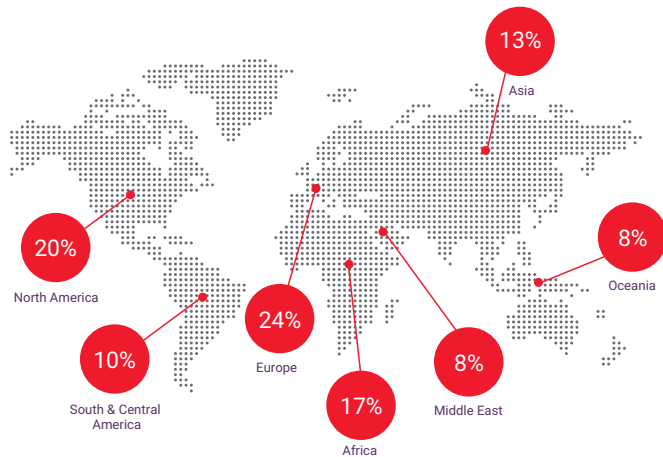 13%
Asia
20%
North America
8%
Oceania
24%
Europe
10%
South & Central
America
8%
Middle East
17%
Africa